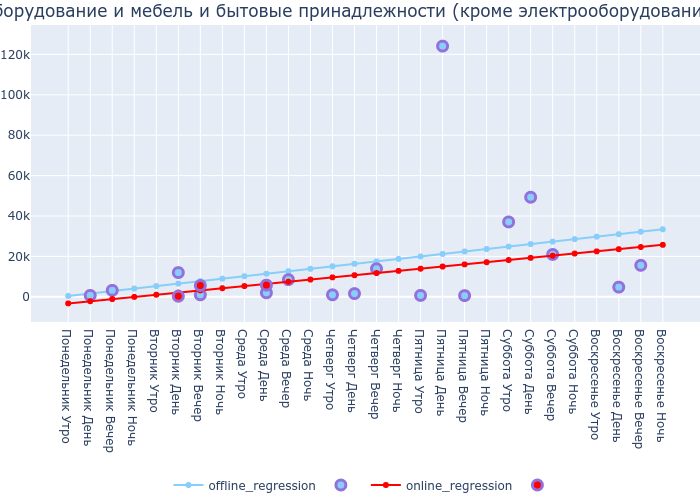 борудование и мебель и бытовые принадлежности (кроме электрооборудовани
120k
100k
80k
60k
40k
20k
0
Понедельник Утро
Понедельник День
Понедельник Вечер
Понедельник Ночь
Вторник Утро
Вторник День
Вторник Вечер
Вторник Ночь
Среда Утро
Среда День
Среда Вечер
Среда Ночь
Четверг Утро
Четверг День
Четверг Вечер
Четверг Ночь
Пятница Утро
Пятница День
Пятница Вечер
Пятница Ночь
Суббота Утро
Суббота День
Суббота Вечер
Суббота Ночь
Воскресенье Утро
Воскресенье День
Воскресенье Вечер
Воскресенье Ночь
offline_regression
online_regression